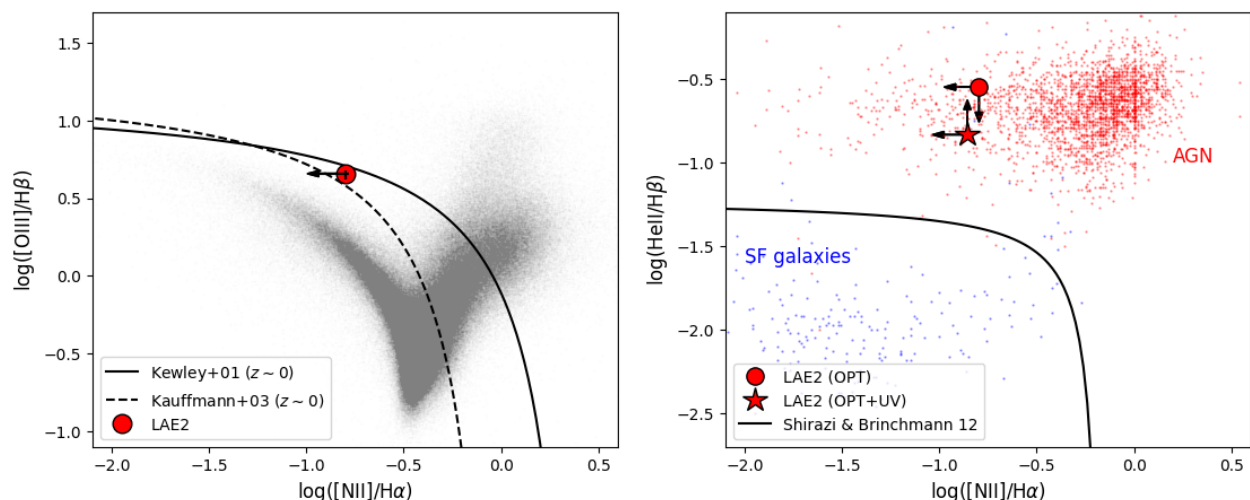 log([OIII]/Hβ)
1.5
1.0
0.5
0.0
−0.5
−1.0
Kewley+01 (z ∼ 0)
Kauffmann+03 (z ∼ 0)
LAE2
−2.0 −1.5 −1.0 −0.5 0.0 0.5
log([NII]/Hα)
log(HeII/Hβ)
−0.5
−1.0
−1.5
−2.0
−2.5
AGN
SF galaxies
LAE2 (OPT)
LAE2 (OPT+UV)
Shirazi & Brinchmann 12
−2.0 −1.5 −1.0 −0.5 0.0 0.5
log([NII]/Hα)